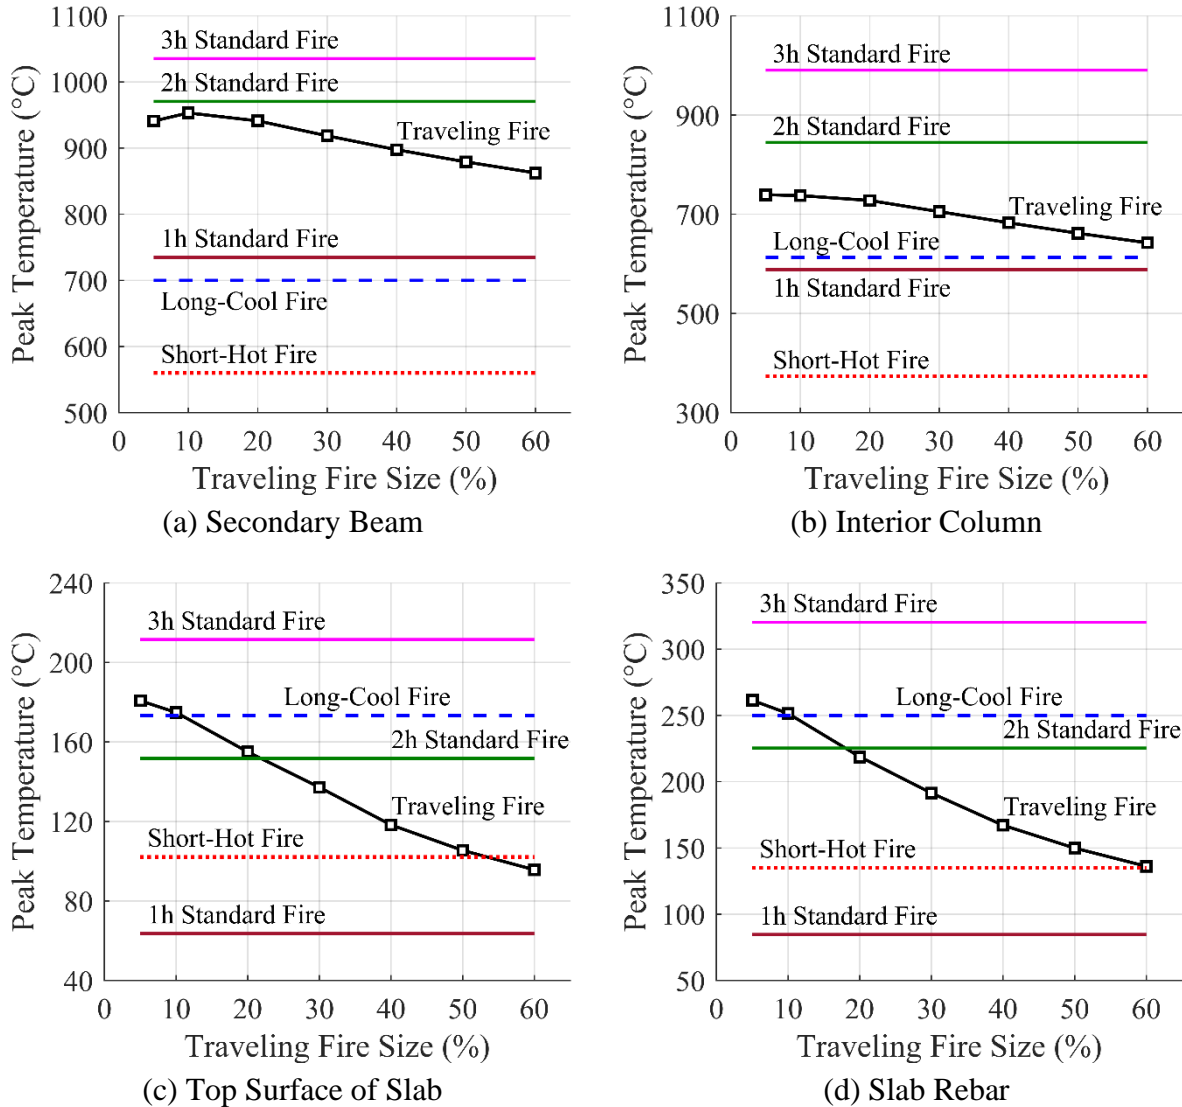 Peak Temperature (°C)
1100
1000
900
800
700
600
500
3h Standard Fire
2h Standard Fire
Traveling Fire
1h Standard Fire
Long-Cool Fire
Short-Hot Fire
0 10 20 30 40 50 60
Traveling Fire Size (%)
(a) Secondary Beam
Peak Temperature (°C)
1100
900
700
500
300
3h Standard Fire
2h Standard Fire
Traveling Fire
Long-Cool Fire
1h Standard Fire
Short-Hot Fire
0 10 20 30 40 50 60
Traveling Fire Size (%)
(b) Interior Column
Peak Temperature (°C)
240
200
160
120
80
40
3h Standard Fire
Long-Cool Fire
2h Standard Fire
Traveling Fire
Short-Hot Fire
1h Standard Fire
0 10 20 30 40 50 60
Traveling Fire Size (%)
(c) Top Surface of Slab
Peak Temperature (°C)
350
300
250
200
150
100
50
3h Standard Fire
Long-Cool Fire
2h Standard Fire
Traveling Fire
Short-Hot Fire
1h Standard Fire
0 10 20 30 40 50 60
Traveling Fire Size (%)
(d) Slab Rebar